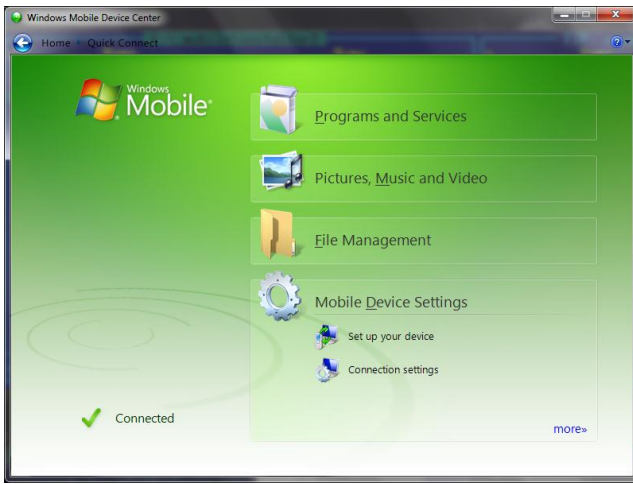 Windows Mobile Device Center
Home Quick Connect
Windows
Mobile
Programs and Services
Pictures, Music and Video
File Management
Mobile Device Settings
Set up your device
Connection settings
Connected
more»